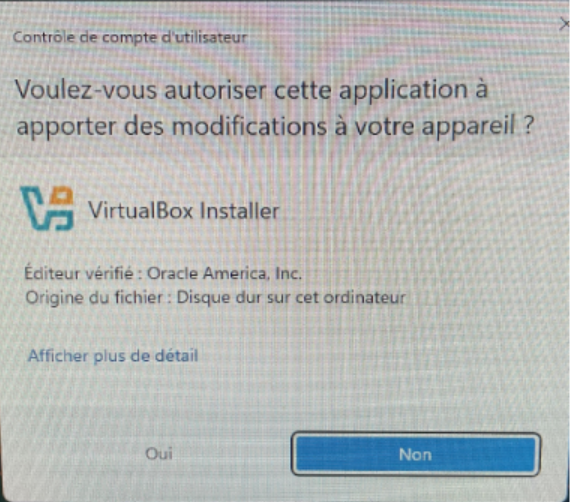 Contrôle de compte d'utilisateur
Voulez-vous autoriser cette application à
apporter des modifications à votre appareil ?
VirtualBox Installer
Éditeur vérifié : Oracle America, Inc.
Origine du fichier : Disque dur sur cet ordinateur
Afficher plus de détail
Oui
Non